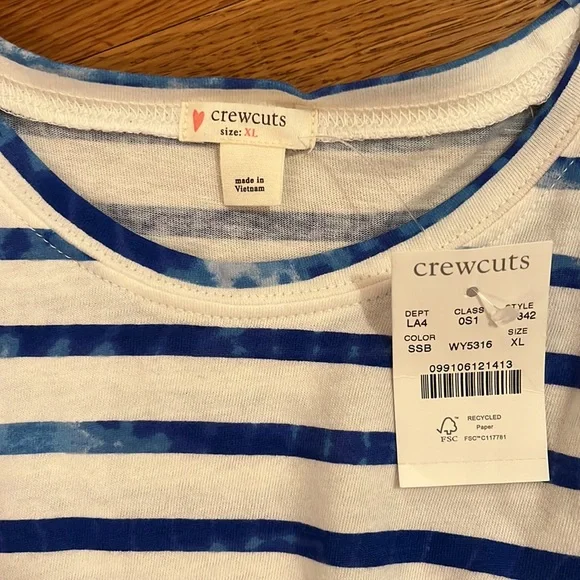 crewcuts
size: XL
made in
Vietnam
crewcuts
DEPT CLASS STYLE
LA4 0S1 342
COLOR SIZE
SSB WY5316 XL
099106121413
RECYCLED
Paper
FSC FSC™C117761